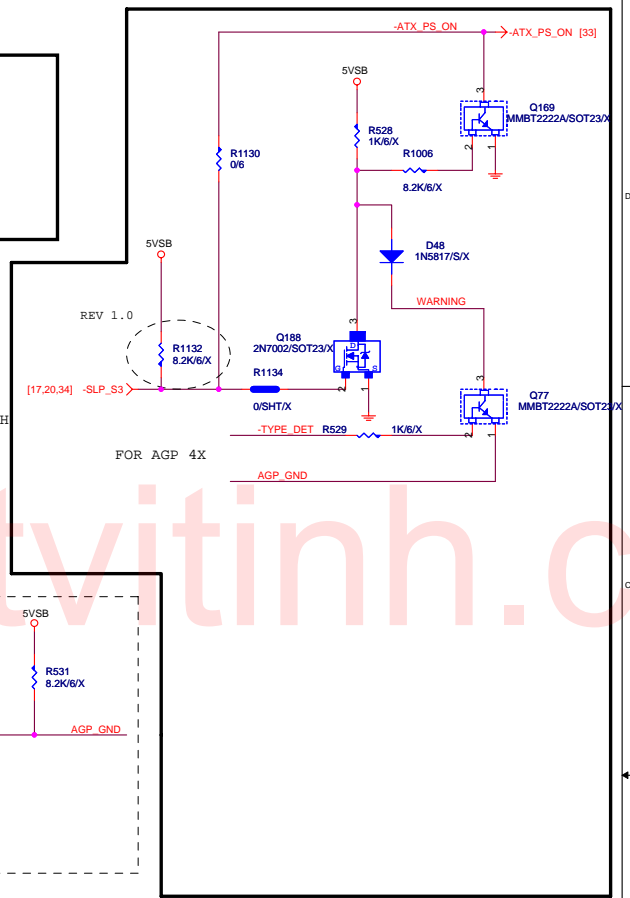 -ATX_PS_ON
-ATX_PS_ON [33]
5VSB
3
Q169
MMBT2222A/SOT23/X
R528
1K/6/X
R1006
8.2K/6/X
2
1
R1130
0/6
D
5VSB
D48
1N5817/S/X
WARNING
REV 1.0
R1132
8.2K/6/X
Q188
2N7002/SOT23/X
3
D
G
S
2
1
[17,20,34] -SLP_S3
R1134
0/SHT/X
3
Q77
MMBT2222A/SOT23/X
2
1
H
-TYPE_DET R529 1K/6/X
FOR AGP 4X
AGP_GND
tvitinh.c
C
5VSB
R531
8.2K/6/X
AGP_GND